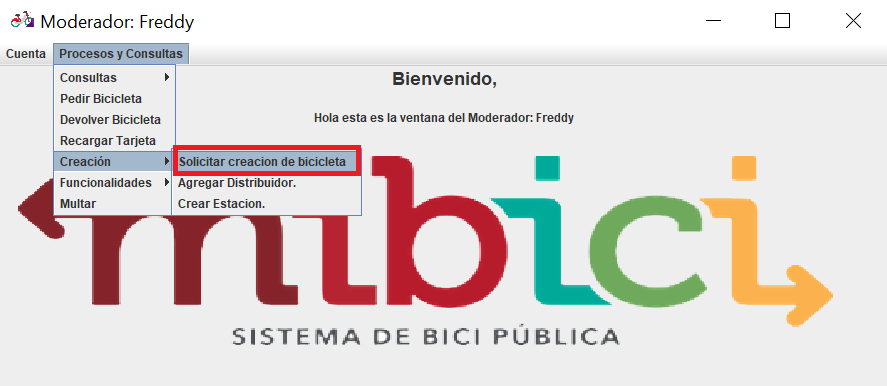 Moderador: Freddy
Cuenta Procesos y Consultas
Bienvenido,
Hola esta es la ventana del Moderador: Freddy
Consultas
Pedir Bicicleta
Devolver Bicicleta
Recargar Tarjeta
Creación
Funcionalidades
Multar
Solicitar creacion de bicicleta
Agregar Distribuidor.
Crear Estacion.
mibici
SISTEMA DE BICI PÚBLICA